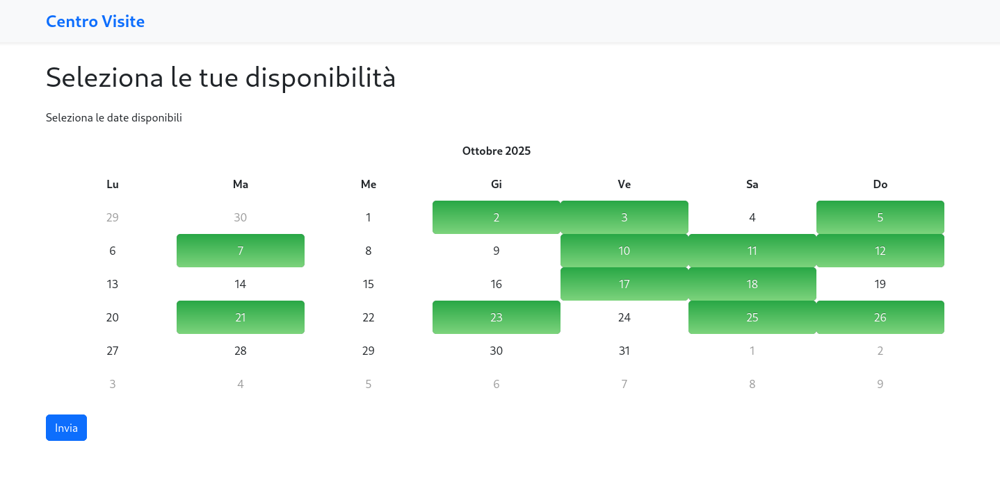 Centro Visite
Seleziona le tue disponibilità
Seleziona le date disponibili
Ottobre 2025
Lu Ma Me Gi Ve Sa Do
29 30 1 2 3 4 5
6 7 8 9 10 11 12
13 14 15 16 17 18 19
20 21 22 23 24 25 26
27 28 29 30 31 1 2
3 4 5 6 7 8 9
Invia